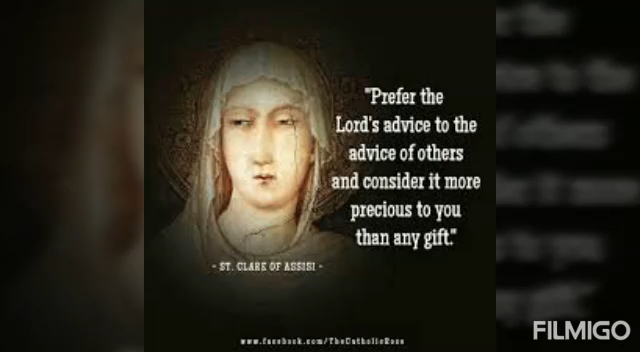 "Prefer the
Lord's advice to the
advice of others
and consider it more
precious to you
than any gift."
- ST. CLARE OF ASSISI -
www.facebook.com/TheCatholicRose
FILMIGO